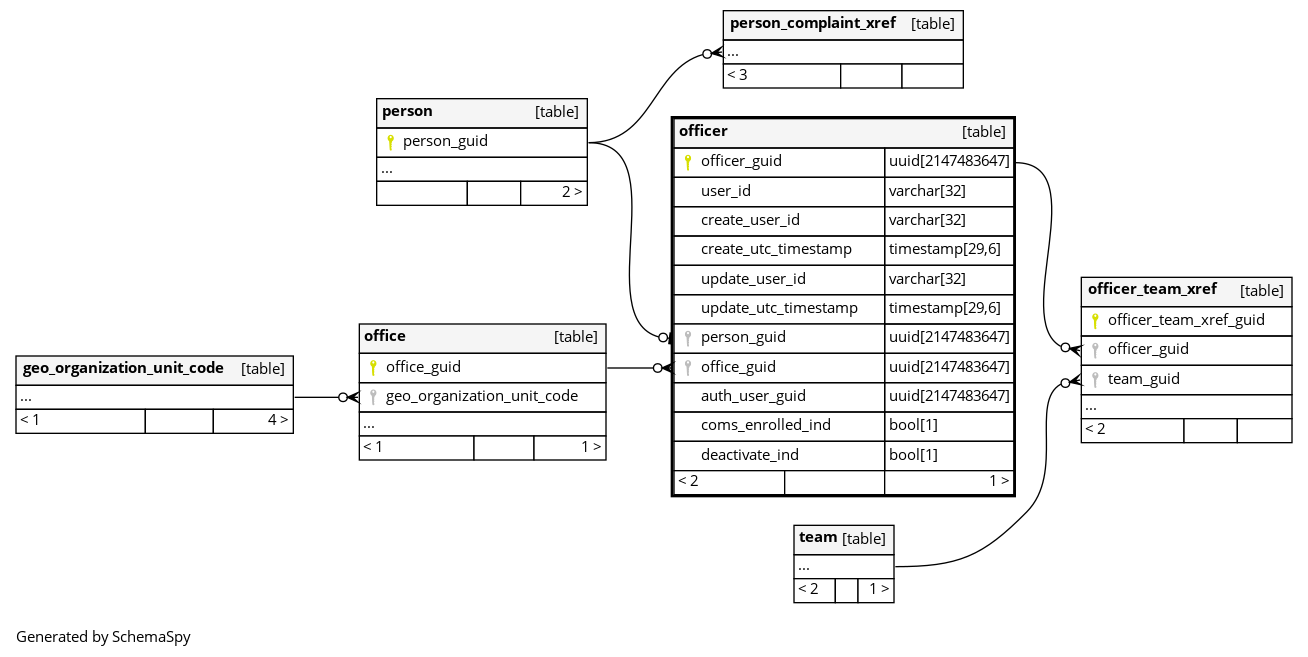 person_complaint_xref [table]
...
< 3
person [table]
person_guid
...
2 >
officer [table]
officer_guid uuid[2147483647]
user_id varchar[32]
create_user_id varchar[32]
create_utc_timestamp timestamp[29,6]
update_user_id varchar[32]
update_utc_timestamp timestamp[29,6]
person_guid uuid[2147483647]
office_guid uuid[2147483647]
auth_user_guid uuid[2147483647]
coms_enrolled_ind bool[1]
deactivate_ind bool[1]
< 2 1 >
officer_team_xref [table]
officer_team_xref_guid
officer_guid
team_guid
...
< 2
office [table]
office_guid
geo_organization_unit_code
...
< 1 1 >
geo_organization_unit_code [table]
...
< 1 4 >
team [table]
...
< 2 1 >
Generated by SchemaSpy